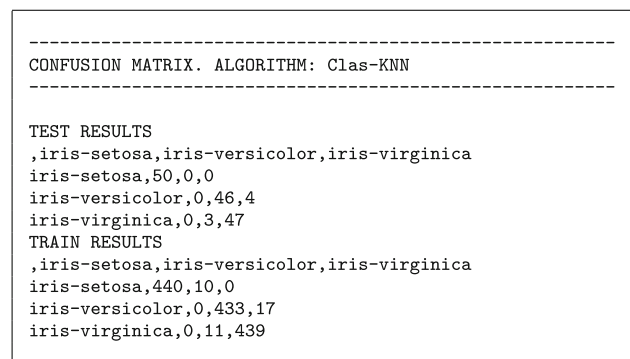 ---------------------------------------------------------
CONFUSION MATRIX. ALGORITHM: Clas-KNN
---------------------------------------------------------
TEST RESULTS
,iris-setosa,iris-versicolor,iris-virginica
iris-setosa,50,0,0
iris-versicolor,0,46,4
iris-virginica,0,3,47
TRAIN RESULTS
,iris-setosa,iris-versicolor,iris-virginica
iris-setosa,440,10,0
iris-versicolor,0,433,17
iris-virginica,0,11,439